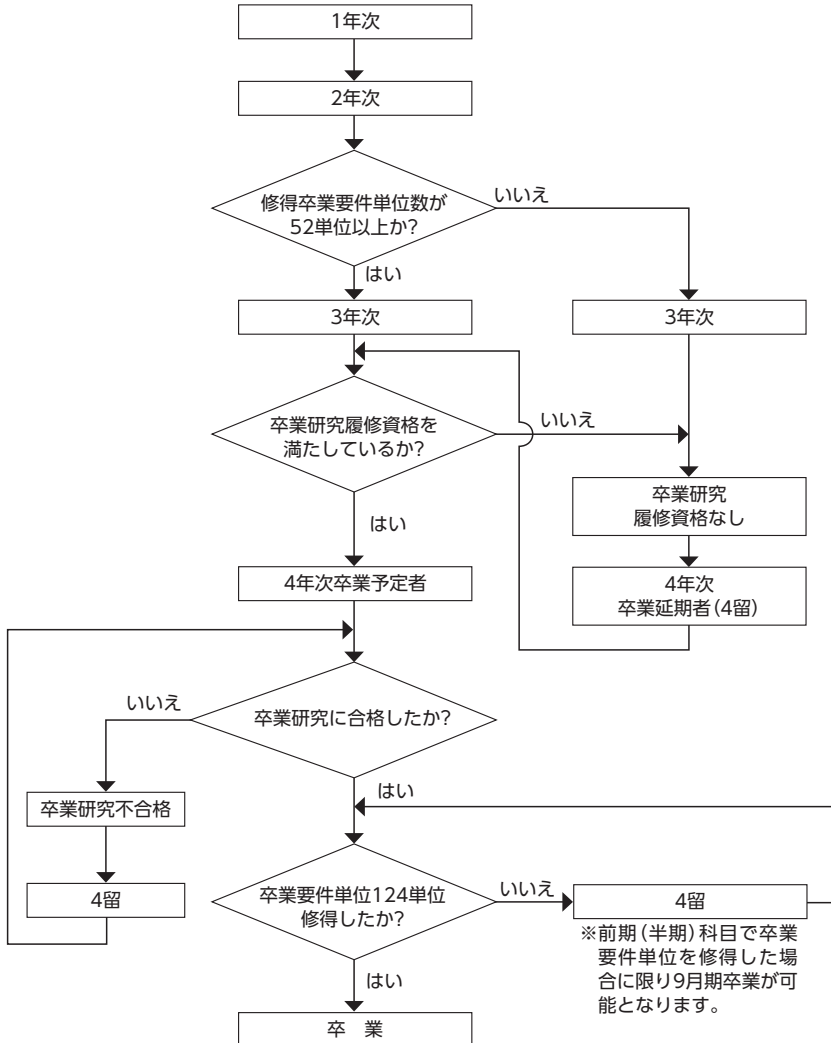 1年次
2年次
修得卒業要件単位数が
52単位以上か?
いいえ
はい
3年次
3年次
卒業研究履修資格を
満たしているか?
いいえ
はい
卒業研究
履修資格なし
4年次卒業予定者
4年次
卒業延期者(4留)
卒業研究に合格したか?
いいえ
はい
卒業研究不合格
4留
卒業要件単位124単位
修得したか?
いいえ
4留
※前期(半期)科目で卒業
要件単位を修得した場
合に限り9月期卒業が可
能となります。
はい
卒 業